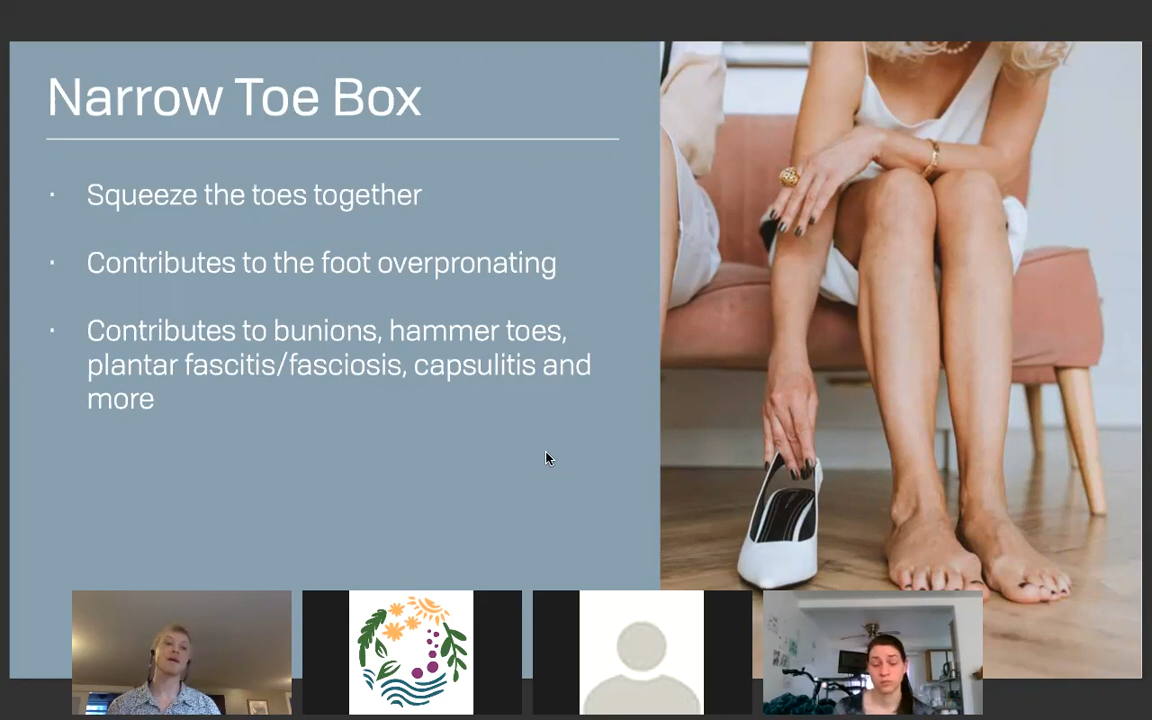 Narrow Toe Box
· Squeeze the toes together
· Contributes to the foot overpronating
· Contributes to bunions, hammer toes,
plantar fascitis/fasciosis, capsulitis and
more